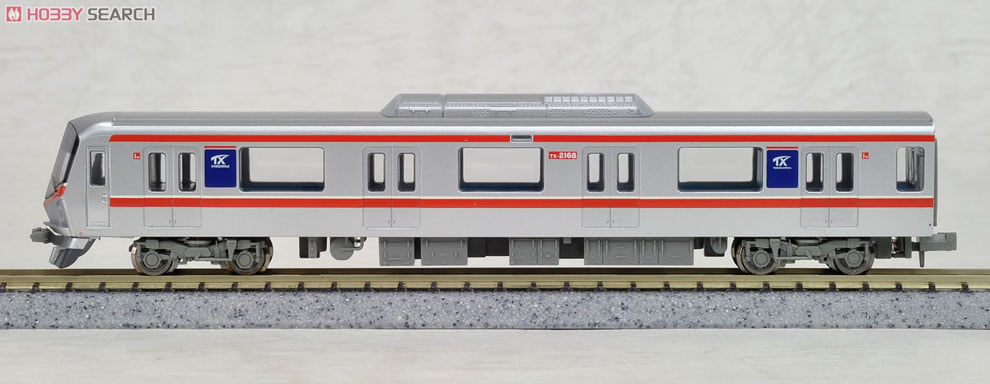 HOBBY SEARCH
TX
TX-2168
TX